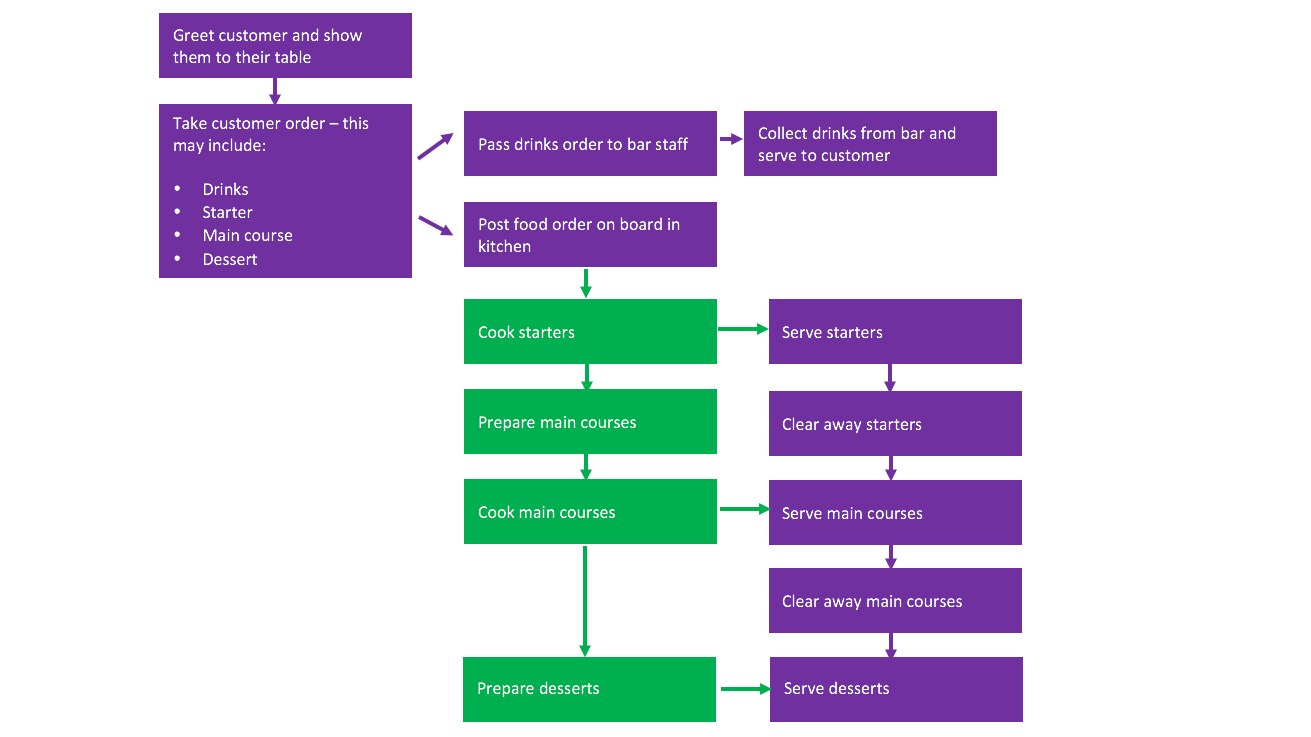 Greet customer and show
them to their table
Take customer order – this
may include:
• Drinks
• Starter
• Main course
• Dessert
Pass drinks order to bar staff
Collect drinks from bar and
serve to customer
Post food order on board in
kitchen
Cook starters
Serve starters
Prepare main courses
Clear away starters
Cook main courses
Serve main courses
Clear away main courses
Prepare desserts
Serve desserts